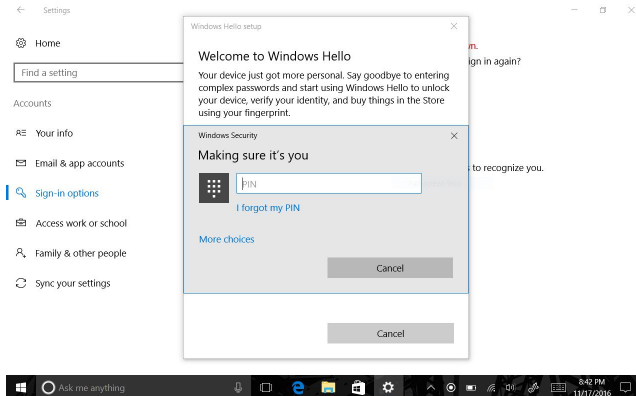 Settings
Home
Find a setting
Accounts
Your info
Email & app accounts
Sign-in options
Access work or school
Family & other people
Sync your settings
Windows Hello setup
Welcome to Windows Hello
Your device just got more personal. Say goodbye to entering
complex passwords and start using Windows Hello to unlock
your device, verify your identity, and buy things in the Store
using your fingerprint.
Windows Security
Making sure it's you
PIN
I forgot my PIN
More choices
Cancel
Cancel
ign in again?
to recognize you.
Ask me anything
8:42 PM
11/17/2016